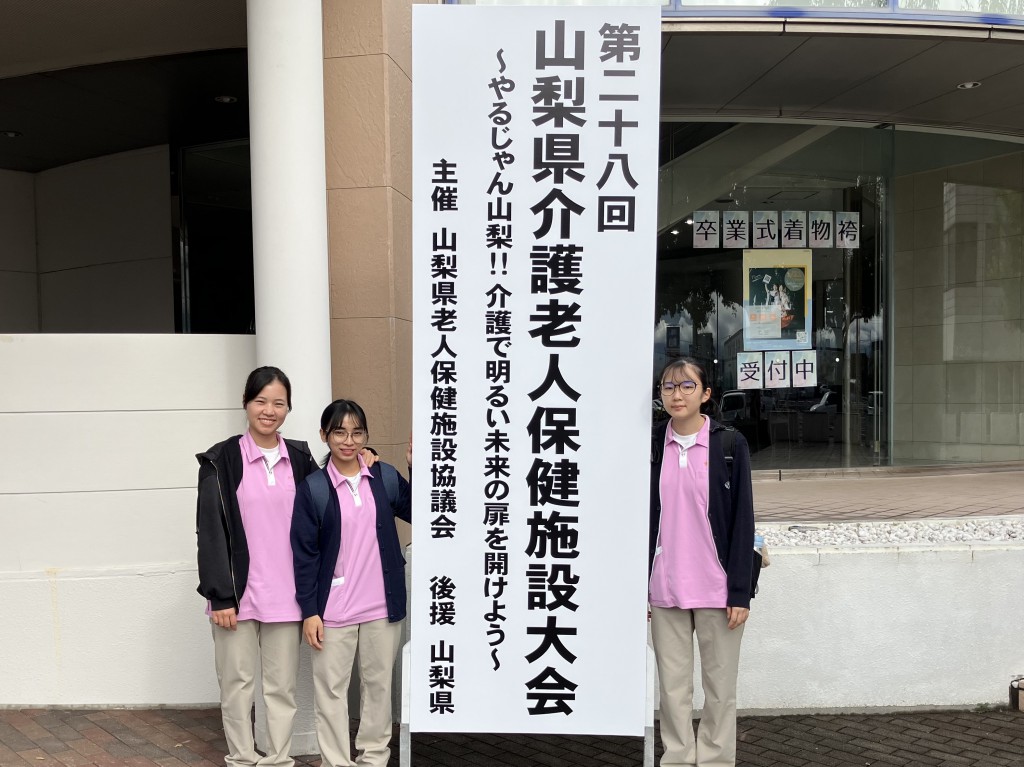 第二十八回
山梨県介護老人保健施設大会
～やるじゃん山梨!! 介護で明るい未来の扉を開けよう～
主催 山梨県老人保健施設協議会 後援 山梨県
卒業式着物袴
受付中